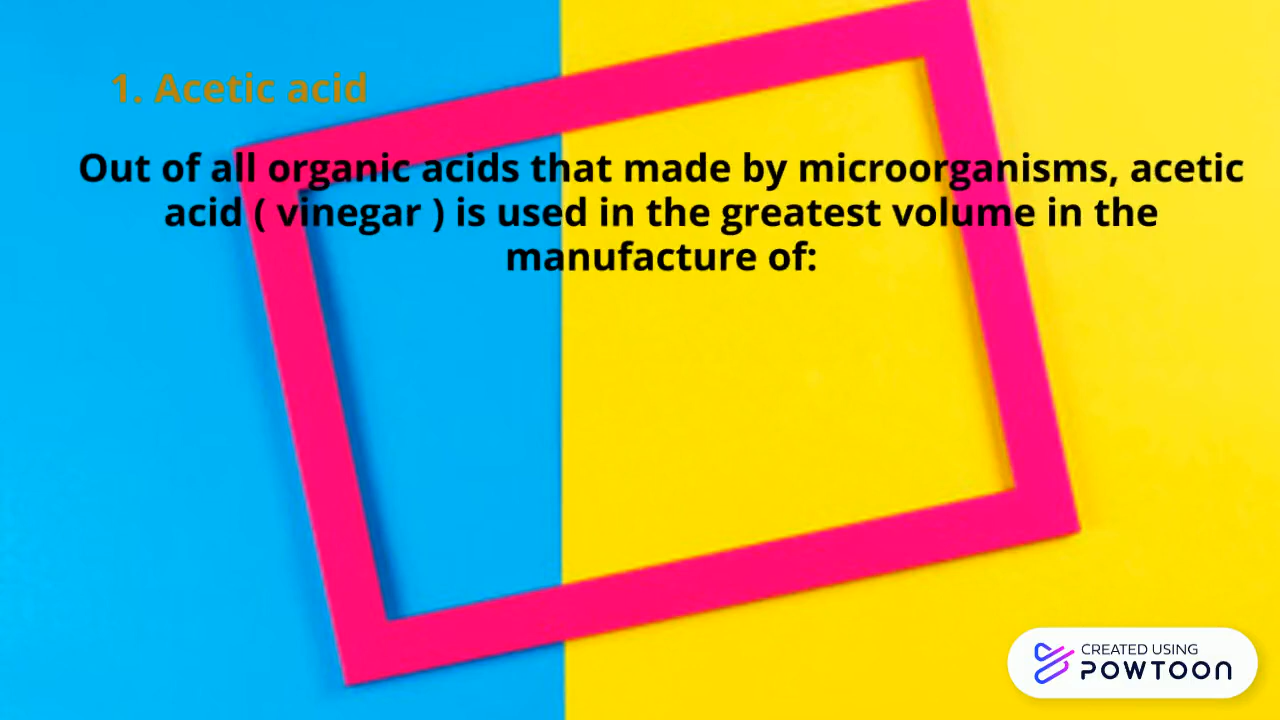 1. Acetic acid
Out of all organic acids that made by microorganisms, acetic
acid ( vinegar ) is used in the greatest volume in the
manufacture of:
CREATED USING
POWTOON